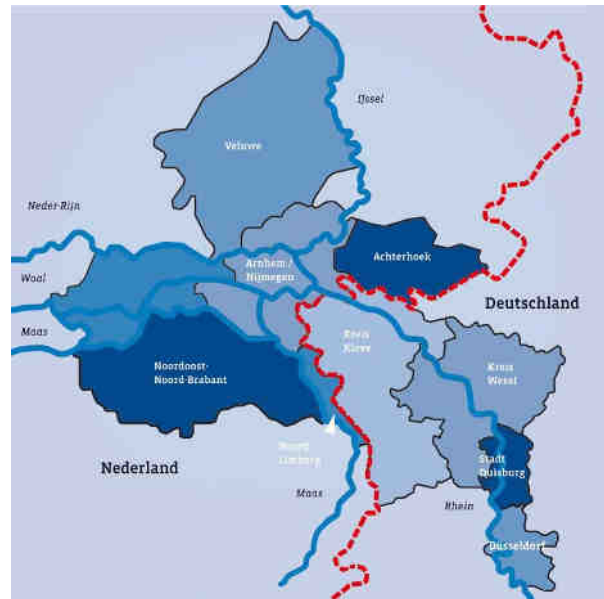 IJssel
Veluwe
Neder-Rijn
Achterhoek
Arnhem /
Nijmegen
Waal
Deutschland
Maas
Kreis
Kleve
Kreis
Wesel
Noordoost-
Noord-Brabant
Noord
Limburg
Stadt
Duisburg
Nederland
Maas
Rhein
Düsseldorf